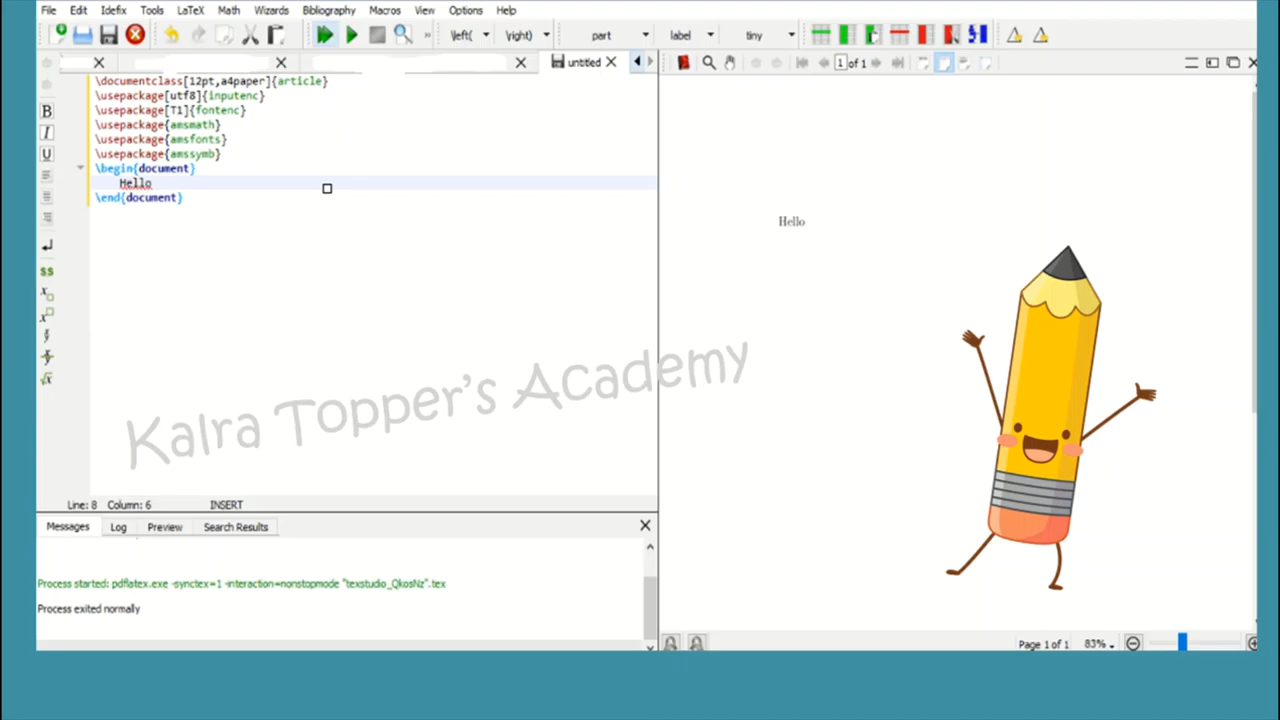 File Edit Idefix Tools LaTeX Math Wizards Bibliography Macros View Options Help
\left( \right) part label tiny
untitled 1 of 1
\documentclass[12pt,a4paper]{article}
\usepackage[utf8]{inputenc}
\usepackage[T1]{fontenc}
\usepackage{amsmath}
\usepackage{amsfonts}
\usepackage{amssymb}
\begin{document}
Hello
\end{document}
Hello
Kalra Topper's Academy
Line: 8 Column: 6 INSERT
Messages Log Preview Search Results
Process started: pdflatex.exe -synctex=1 -interaction=nonstopmode "texstudio_QkosNz".tex
Process exited normally
Page 1 of 1 83%